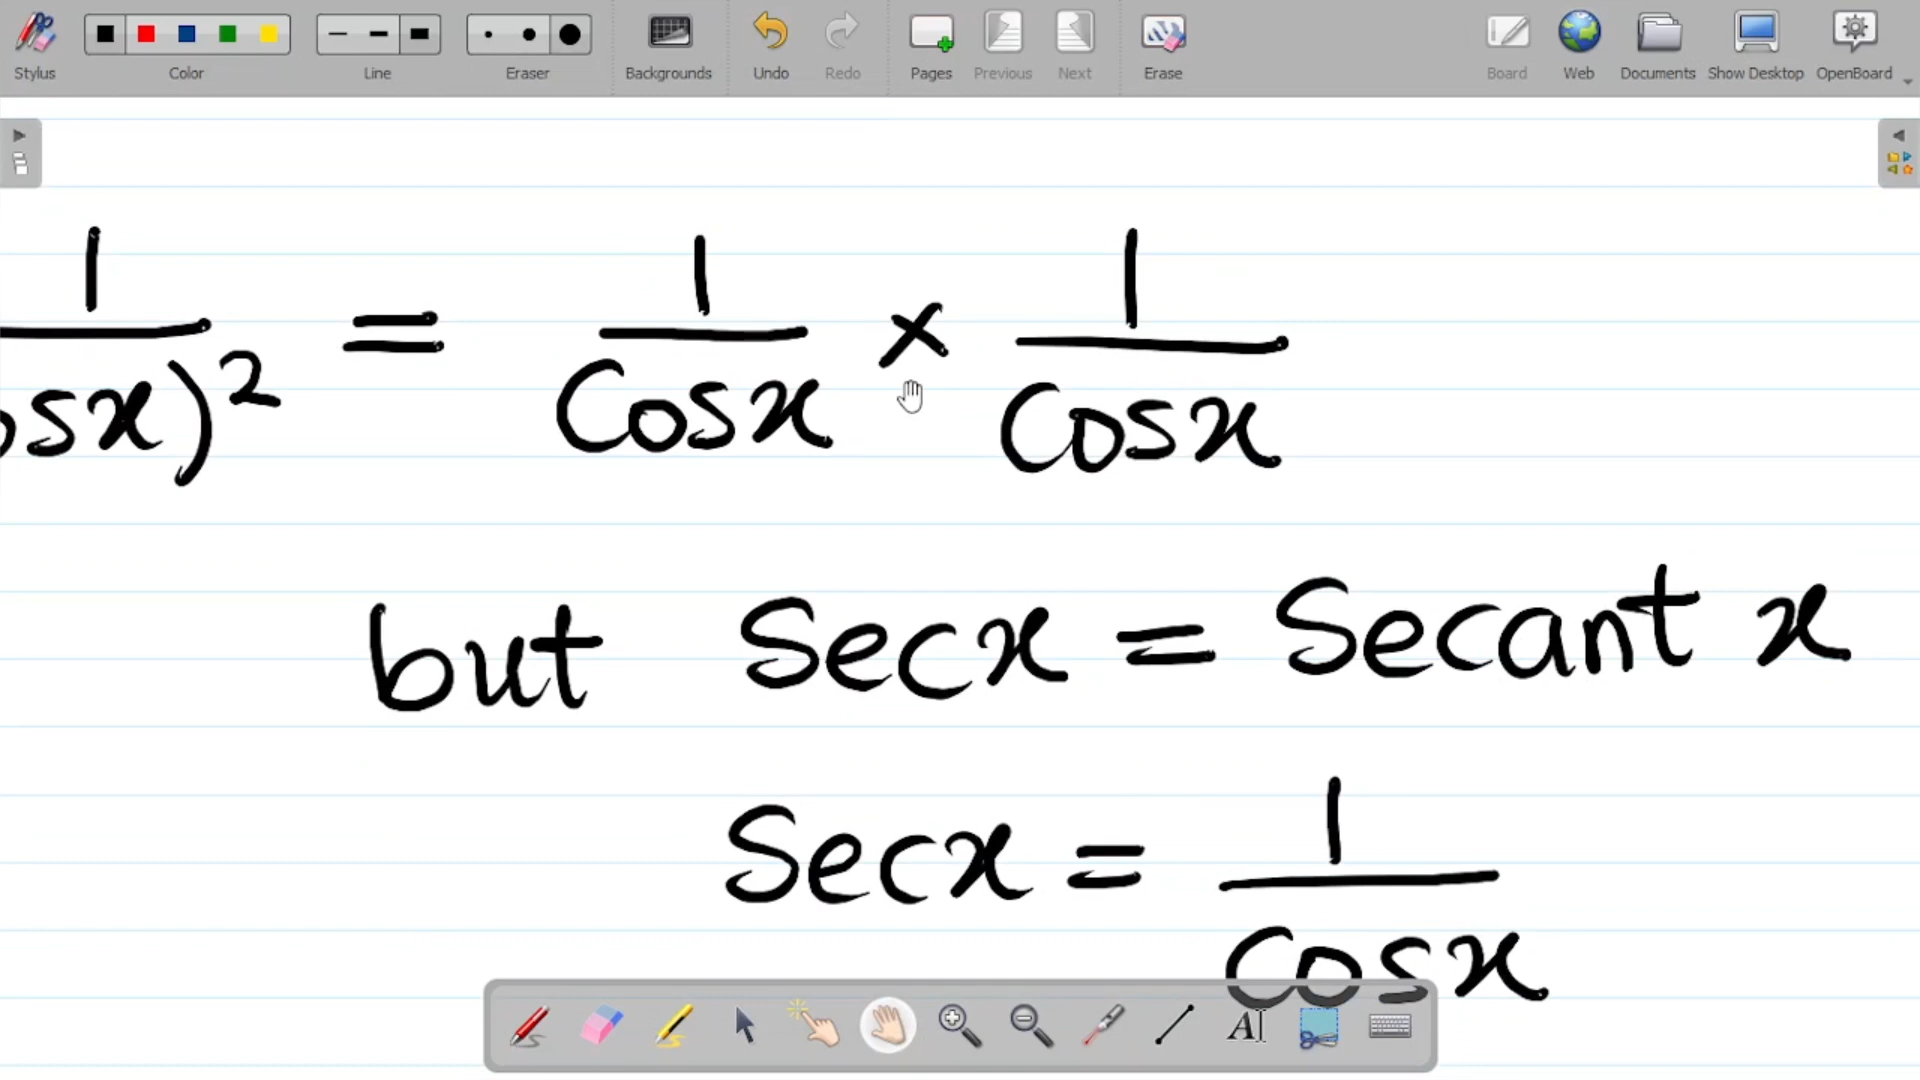 Stylus Color Line Eraser Backgrounds Undo Redo Pages Previous Next Erase Board Web Documents Show Desktop OpenBoard
1/osx)² = 1/Cosx × 1/Cosx
but Secx = Secant x
Secx = 1/Cosx